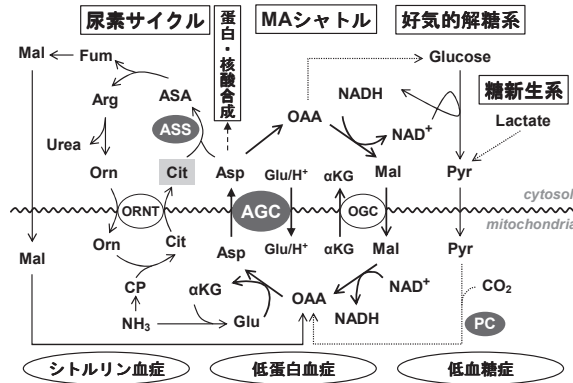 尿素サイクル
蛋白・核酸合成
MAシャトル
好気的解糖系
Mal
Fum
Glucose
Arg
ASA
NADH
糖新生系
OAA
Urea
ASS
NAD+
Lactate
Orn
Cit
Asp
Glu/H+
αKG
Mal
Pyr
cytosol
ORNT
AGC
OGC
mitochondria
Mal
Orn
Cit
Asp
Glu/H+
αKG
Mal
Pyr
CP
αKG
OAA
NAD+
CO2
NH3
Glu
NADH
PC
シトルリン血症
低蛋白血症
低血糖症